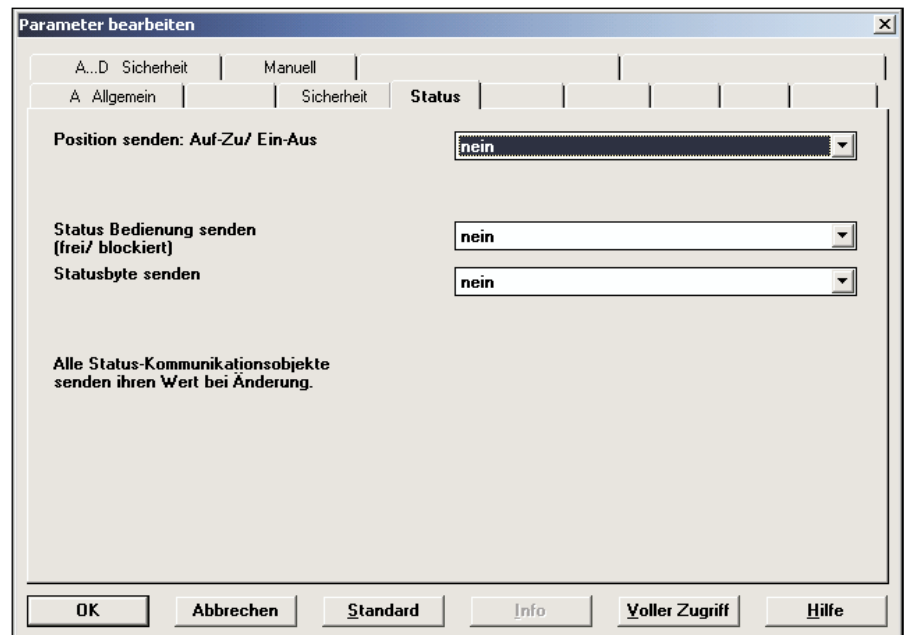 Parameter bearbeiten
A...D Sicherheit
Manuell
A Allgemein
Sicherheit
Status
Position senden: Auf-Zu/ Ein-Aus
nein
Status Bedienung senden
(frei/ blockiert)
nein
Statusbyte senden
nein
Alle Status-Kommunikationsobjekte
senden ihren Wert bei Änderung.
OK
Abbrechen
Standard
Info
Voller Zugriff
Hilfe